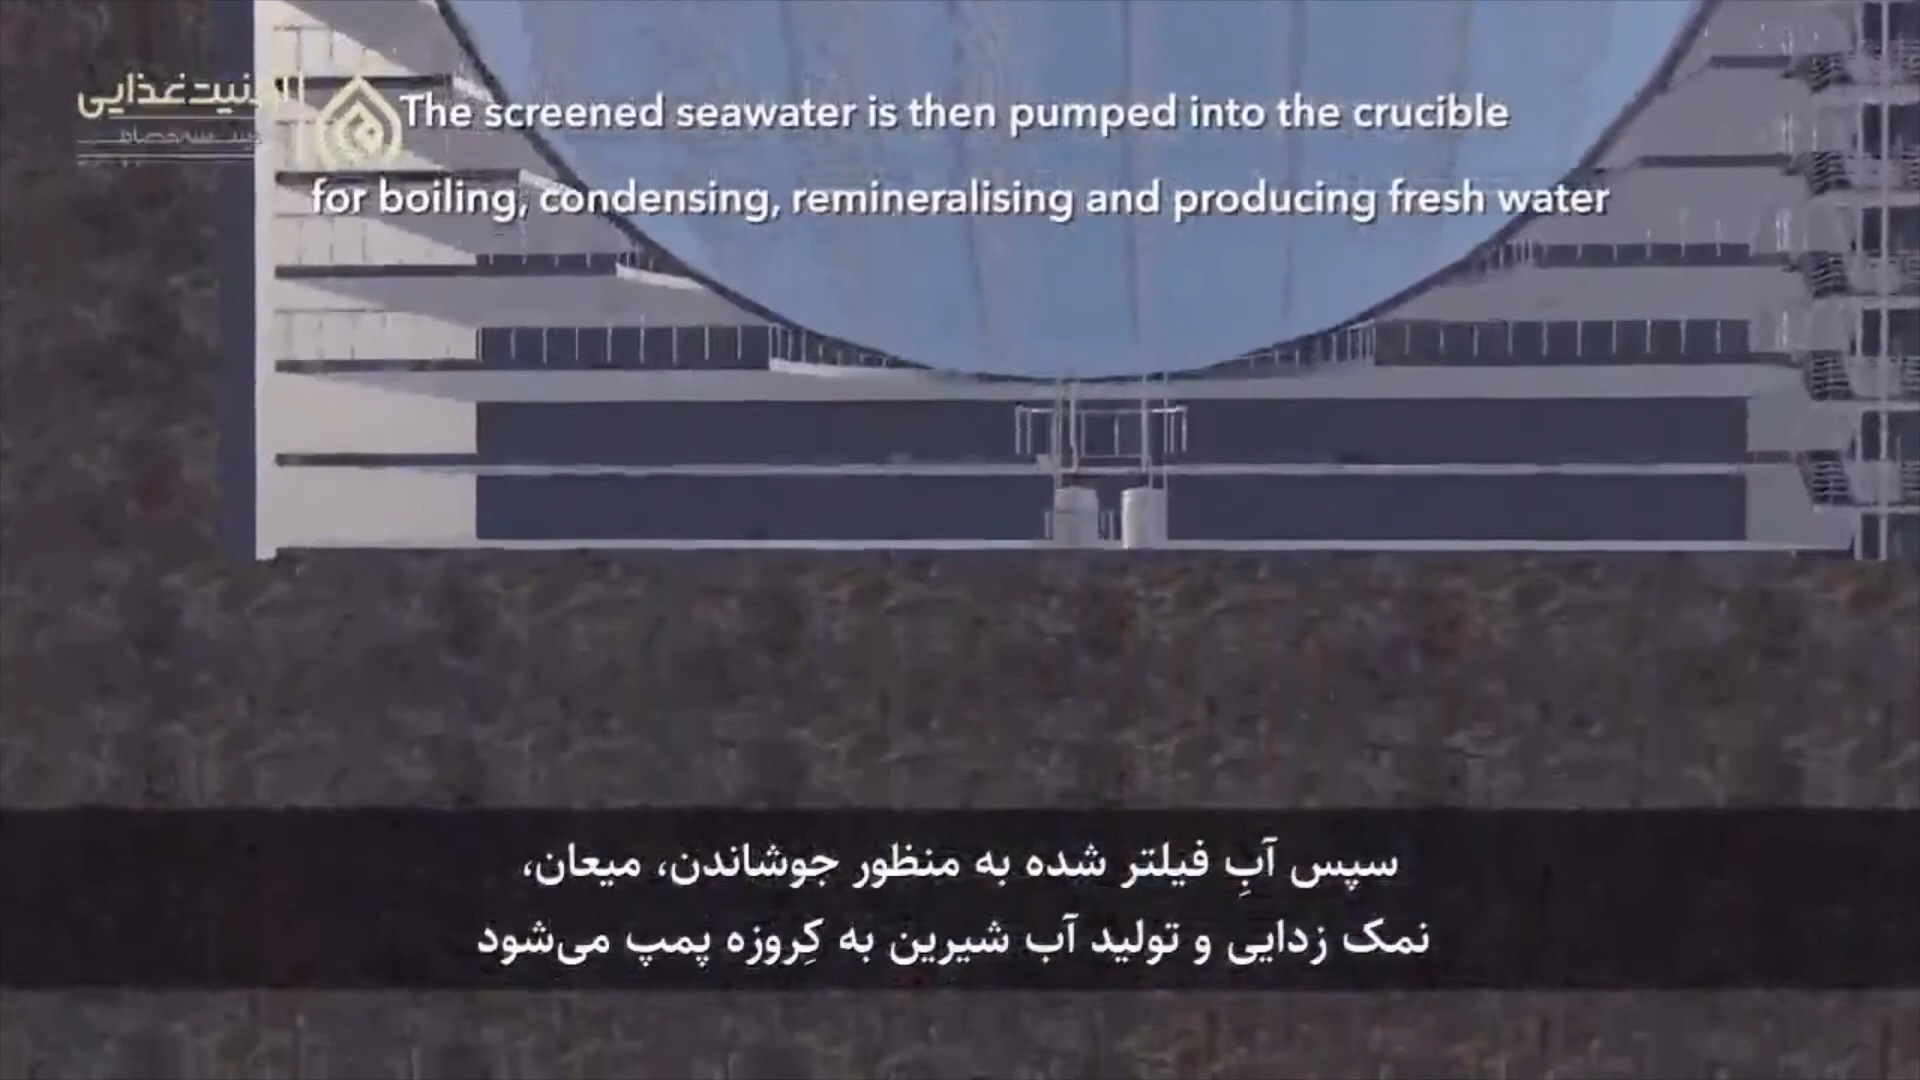 غذایی
The screened seawater is then pumped into the crucible
for boiling, condensing, remineralising and producing fresh water
سپس آبِ فیلتر شده به منظور جوشاندن، میعان،
نمک زدایی و تولید آب شیرین به کِروزه پمپ می‌شود